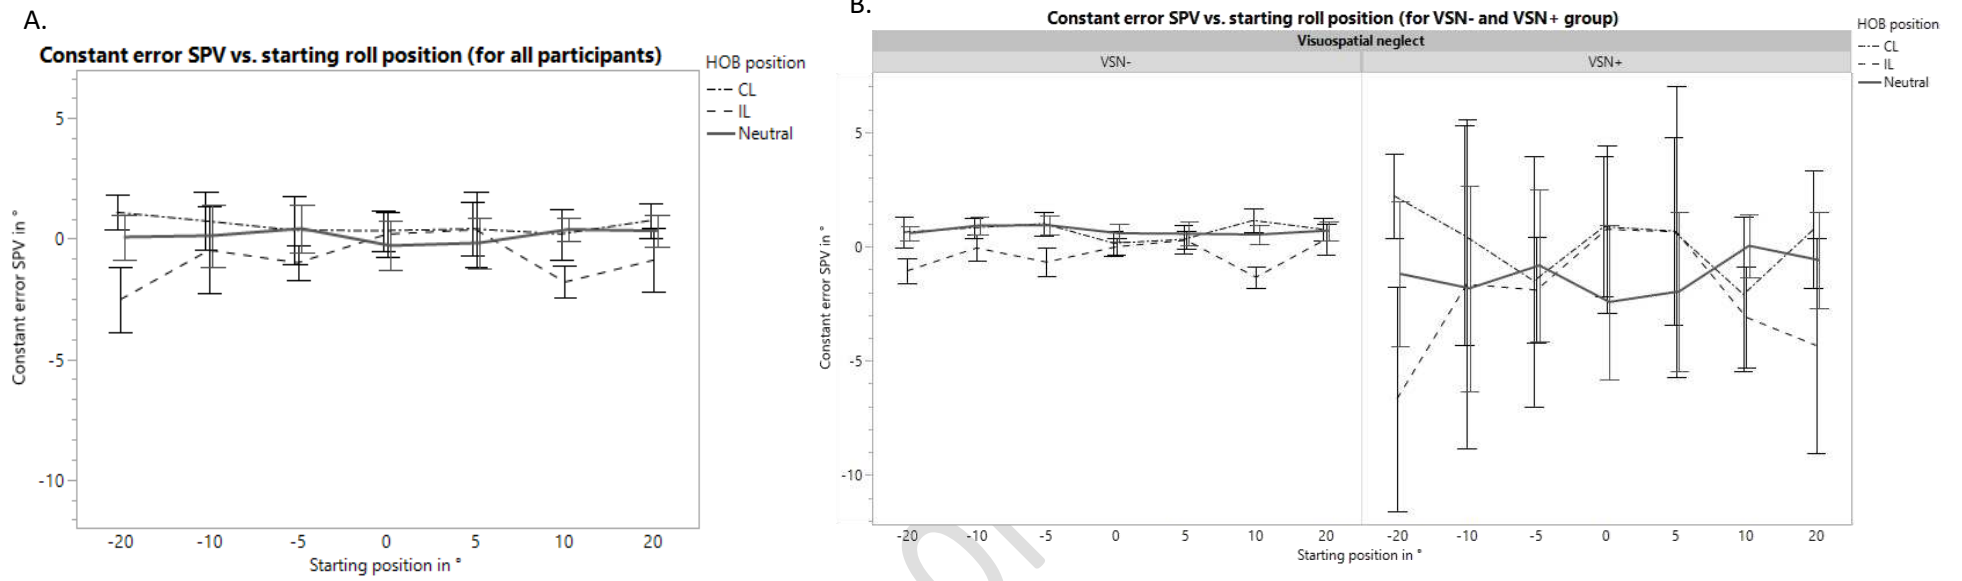 A.
Constant error SPV vs. starting roll position (for all participants)
HOB position
CL
IL
Neutral
5
0
-5
-10
Constant error SPV in °
-20 -10 -5 0 5 10 20
Starting position in °
B.
Constant error SPV vs. starting roll position (for VSN- and VSN+ group)
Visuospatial neglect
VSN- VSN+
HOB position
CL
IL
Neutral
5
0
-5
-10
Constant error SPV in °
-20 -10 -5 0 5 10 20 -20 -10 -5 0 5 10 20
Starting position in °